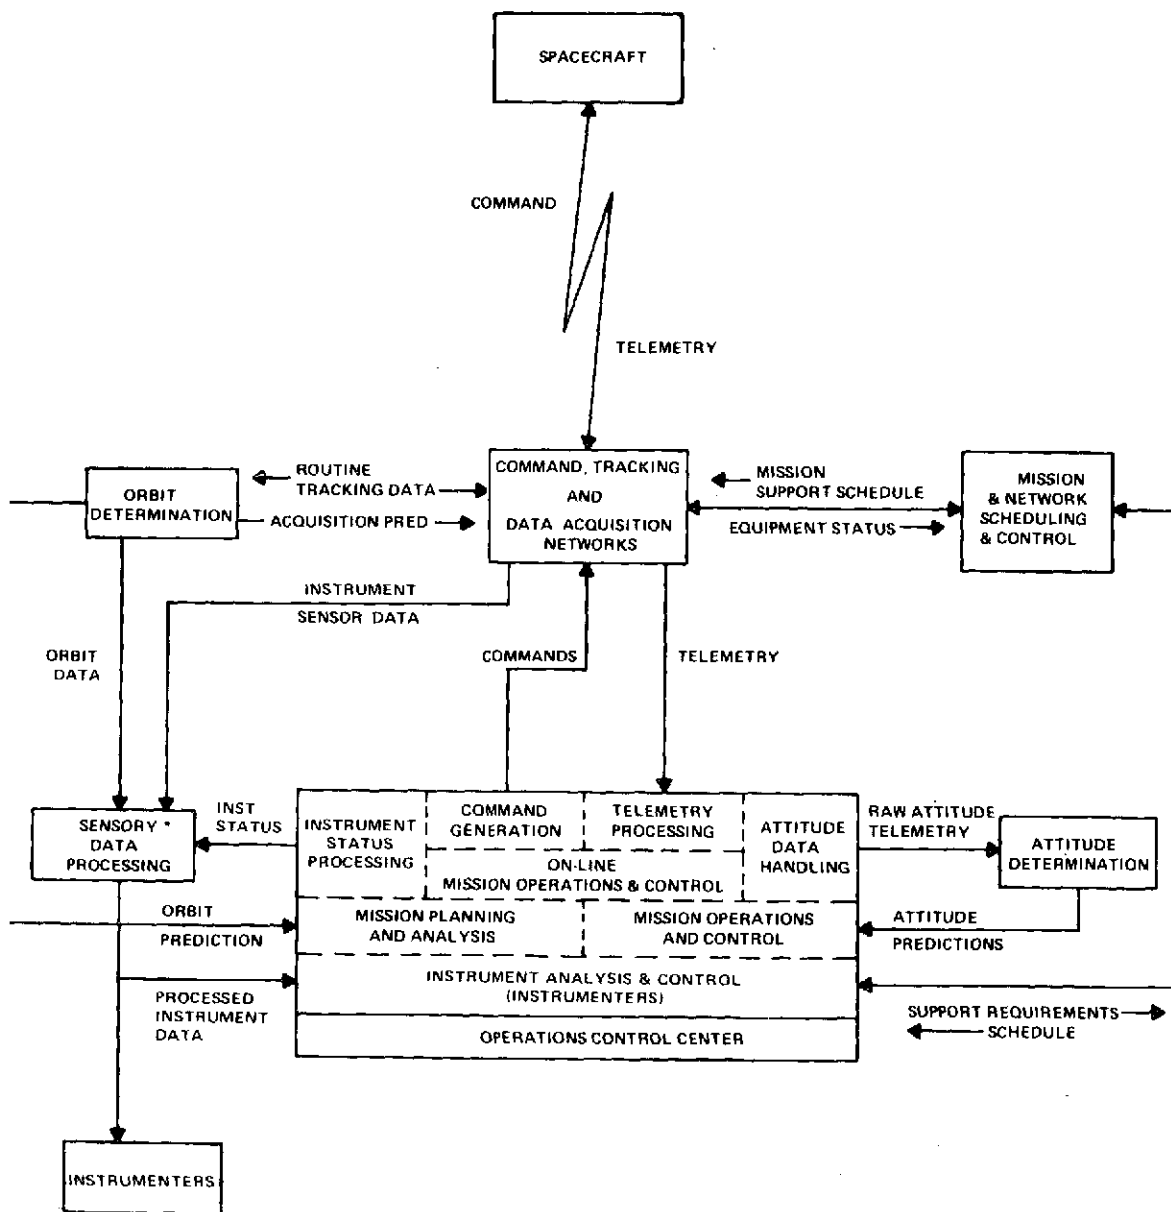 SPACECRAFT
COMMAND
TELEMETRY
ORBIT
DETERMINATION
ROUTINE
TRACKING DATA
ACQUISITION PRED
COMMAND, TRACKING
AND
DATA ACQUISITION
NETWORKS
MISSION
SUPPORT SCHEDULE
EQUIPMENT STATUS
MISSION
& NETWORK
SCHEDULING
& CONTROL
INSTRUMENT
SENSOR DATA
ORBIT
DATA
COMMANDS
TELEMETRY
SENSORY *
DATA
PROCESSING
INST
STATUS
INSTRUMENT
STATUS
PROCESSING
COMMAND
GENERATION
TELEMETRY
PROCESSING
ATTITUDE
DATA
HANDLING
ON-LINE
MISSION OPERATIONS & CONTROL
RAW ATTITUDE
TELEMETRY
ATTITUDE
DETERMINATION
ORBIT
PREDICTION
MISSION PLANNING
AND ANALYSIS
MISSION OPERATIONS
AND CONTROL
ATTITUDE
PREDICTIONS
PROCESSED
INSTRUMENT
DATA
INSTRUMENT ANALYSIS & CONTROL
(INSTRUMENTERS)
OPERATIONS CONTROL CENTER
SUPPORT REQUIREMENTS
SCHEDULE
INSTRUMENTERS